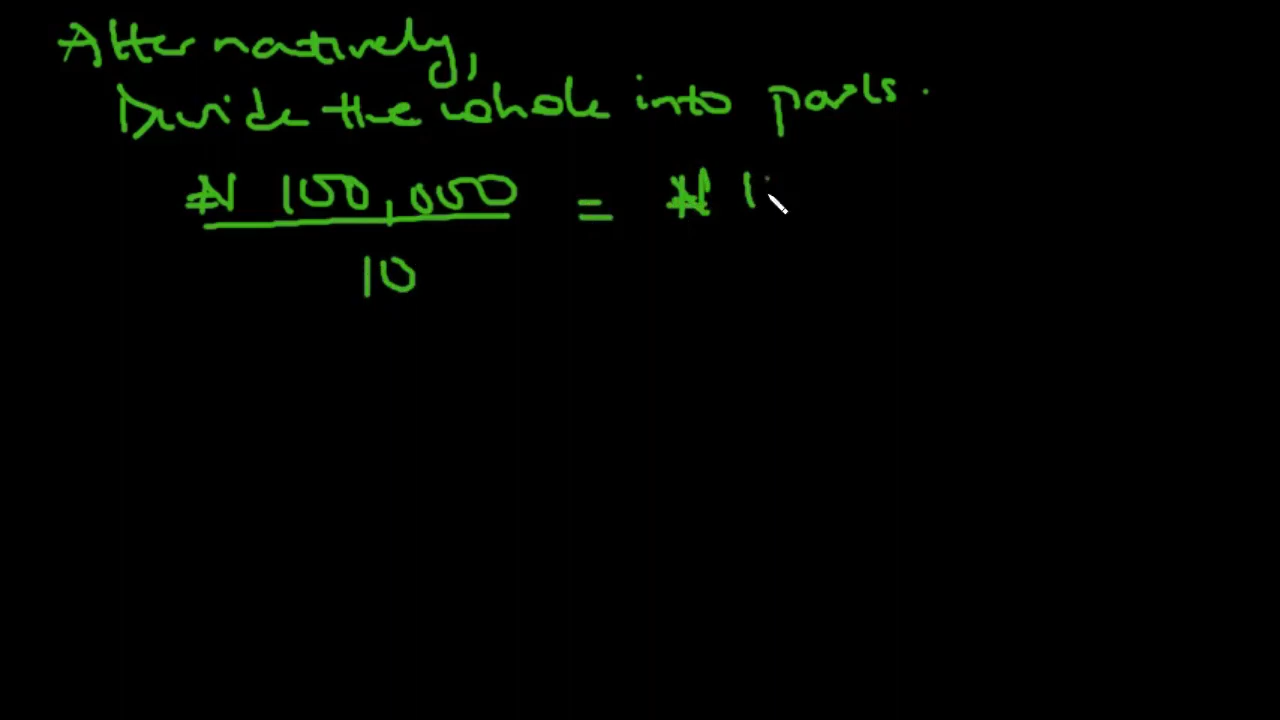 Alternatively,
Divide the whole into parts.
₦ 100,000 = ₦ 1
10